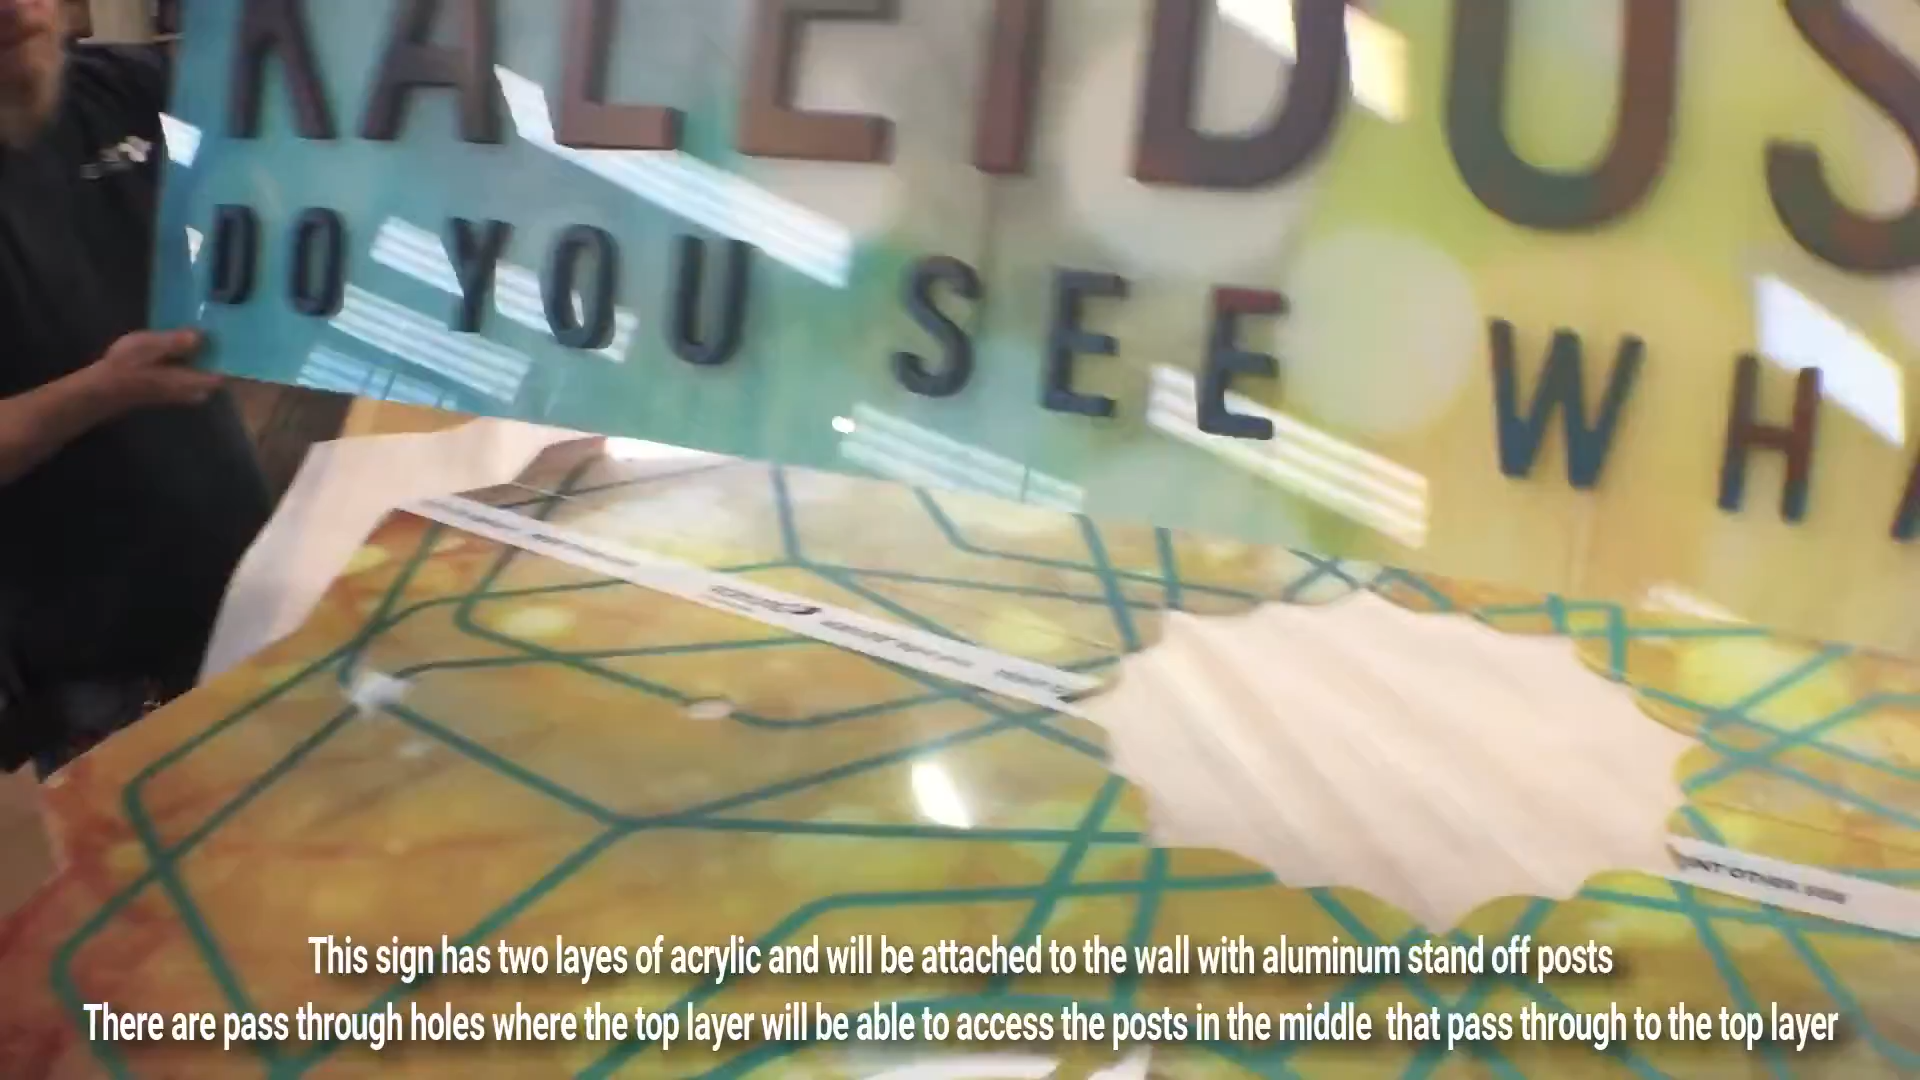 KALEIDOS
DO YOU SEE WH
This sign has two layes of acrylic and will be attached to the wall with aluminum stand off posts
There are pass through holes where the top layer will be able to access the posts in the middle that pass through to the top layer